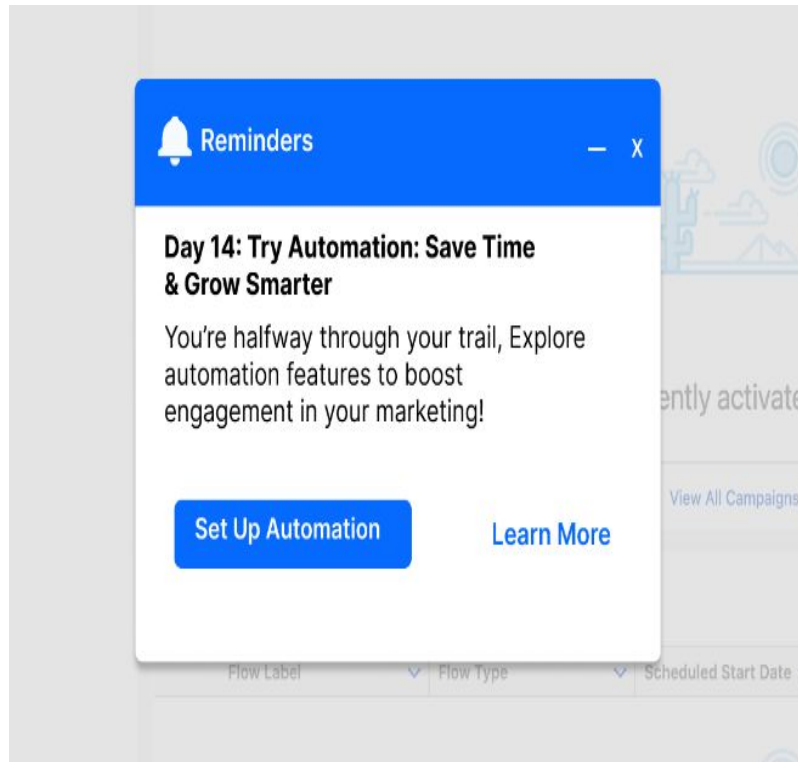 Reminders
— X
Day 14: Try Automation: Save Time
& Grow Smarter
You’re halfway through your trail, Explore
automation features to boost
engagement in your marketing!
ently activate
View All Campaigns
Set Up Automation
Learn More
Flow Label
Flow Type
Scheduled Start Date